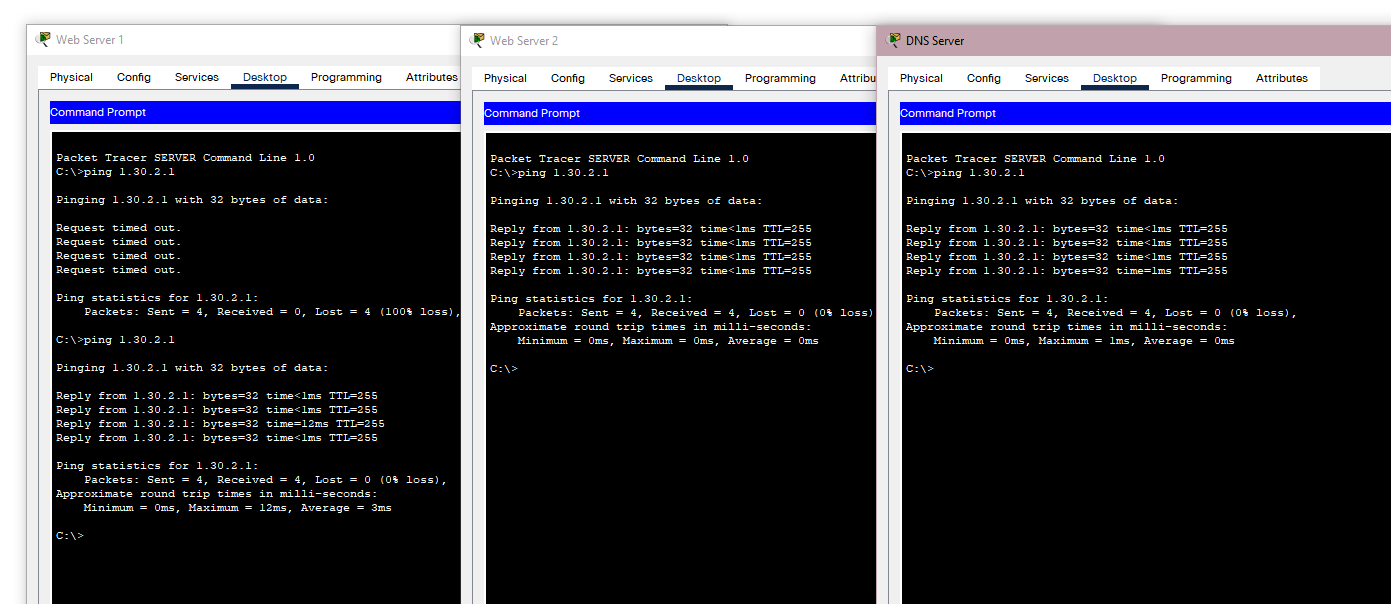 Web Server 1
Physical Config Services Desktop Programming Attributes
Command Prompt
Packet Tracer SERVER Command Line 1.0
C:\>ping 1.30.2.1
Pinging 1.30.2.1 with 32 bytes of data:
Request timed out.
Request timed out.
Request timed out.
Request timed out.
Ping statistics for 1.30.2.1:
Packets: Sent = 4, Received = 0, Lost = 4 (100% loss),
C:\>ping 1.30.2.1
Pinging 1.30.2.1 with 32 bytes of data:
Reply from 1.30.2.1: bytes=32 time<1ms TTL=255
Reply from 1.30.2.1: bytes=32 time<1ms TTL=255
Reply from 1.30.2.1: bytes=32 time=12ms TTL=255
Reply from 1.30.2.1: bytes=32 time<1ms TTL=255
Ping statistics for 1.30.2.1:
Packets: Sent = 4, Received = 4, Lost = 0 (0% loss),
Approximate round trip times in milli-seconds:
Minimum = 0ms, Maximum = 12ms, Average = 3ms
C:\>
Web Server 2
Physical Config Services Desktop Programming Attribu
Command Prompt
Packet Tracer SERVER Command Line 1.0
C:\>ping 1.30.2.1
Pinging 1.30.2.1 with 32 bytes of data:
Reply from 1.30.2.1: bytes=32 time<1ms TTL=255
Reply from 1.30.2.1: bytes=32 time<1ms TTL=255
Reply from 1.30.2.1: bytes=32 time<1ms TTL=255
Reply from 1.30.2.1: bytes=32 time<1ms TTL=255
Ping statistics for 1.30.2.1:
Packets: Sent = 4, Received = 4, Lost = 0 (0% loss)
Approximate round trip times in milli-seconds:
Minimum = 0ms, Maximum = 0ms, Average = 0ms
C:\>
DNS Server
Physical Config Services Desktop Programming Attributes
Command Prompt
Packet Tracer SERVER Command Line 1.0
C:\>ping 1.30.2.1
Pinging 1.30.2.1 with 32 bytes of data:
Reply from 1.30.2.1: bytes=32 time<1ms TTL=255
Reply from 1.30.2.1: bytes=32 time<1ms TTL=255
Reply from 1.30.2.1: bytes=32 time<1ms TTL=255
Reply from 1.30.2.1: bytes=32 time=1ms TTL=255
Ping statistics for 1.30.2.1:
Packets: Sent = 4, Received = 4, Lost = 0 (0% loss),
Approximate round trip times in milli-seconds:
Minimum = 0ms, Maximum = 1ms, Average = 0ms
C:\>